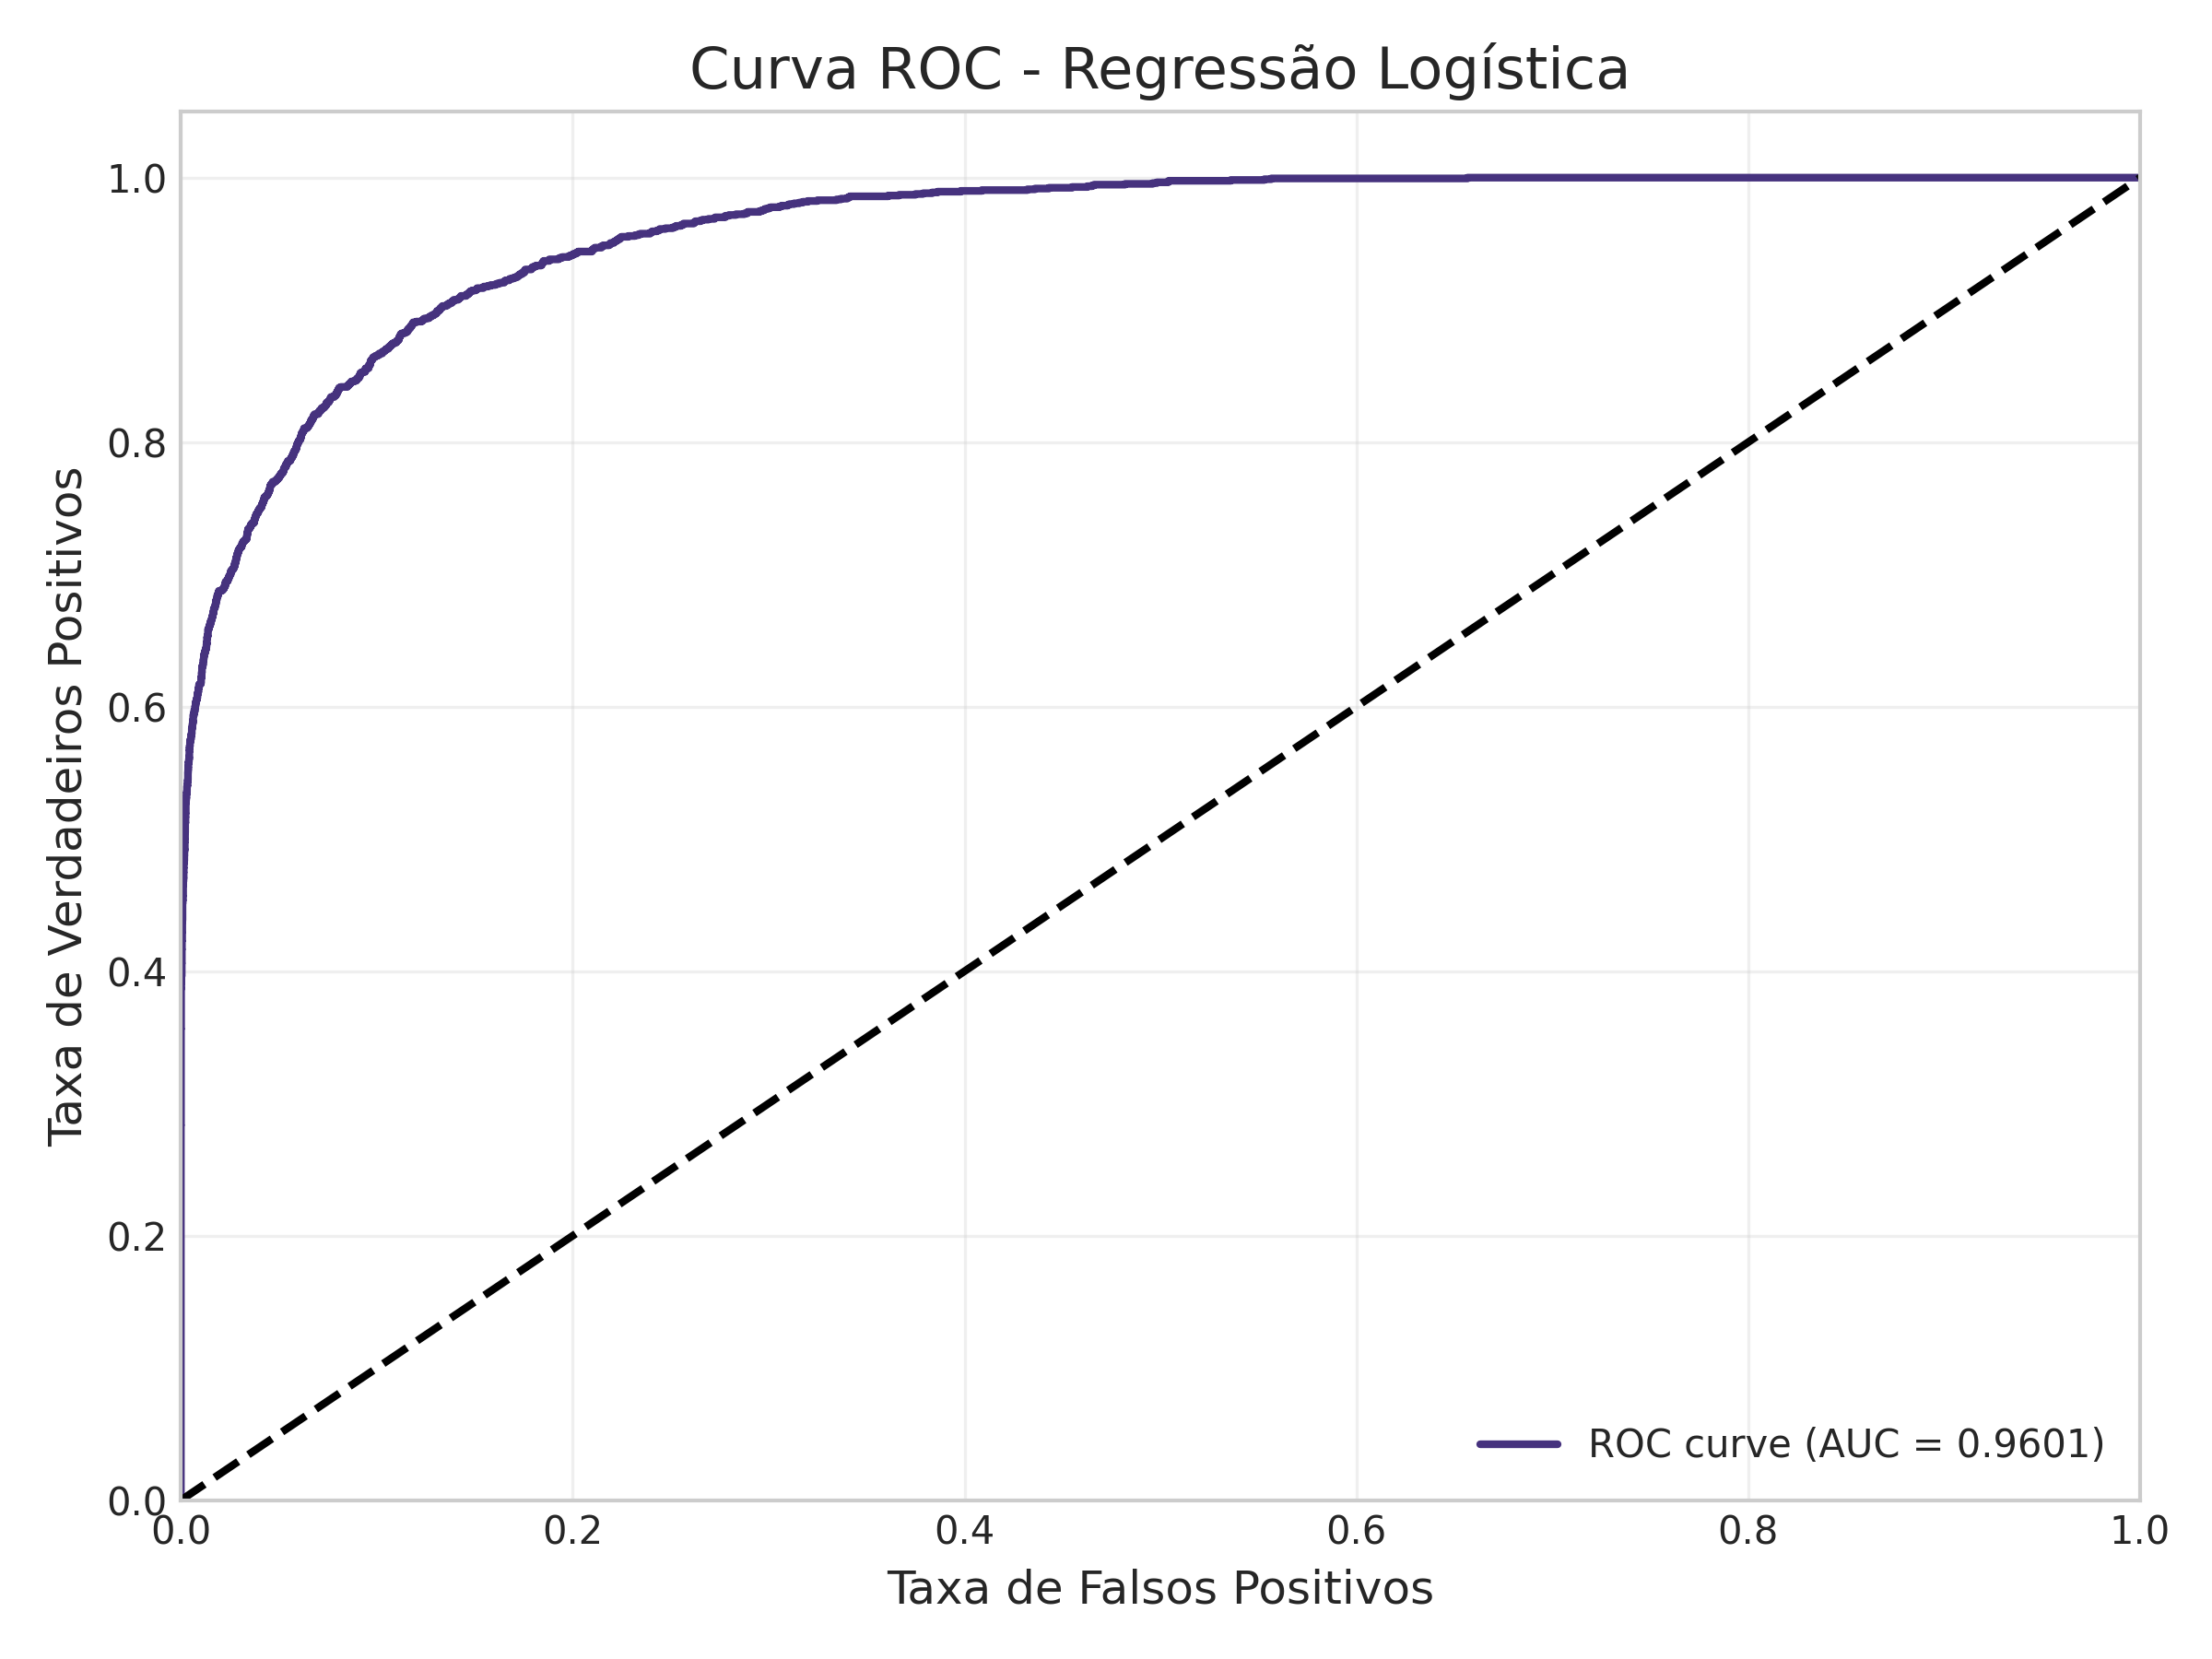 Curva ROC - Regressão Logística
Taxa de Verdadeiros Positivos
1.0
0.8
0.6
0.4
0.2
0.0
0.0 0.2 0.4 0.6 0.8 1.0
Taxa de Falsos Positivos
ROC curve (AUC = 0.9601)